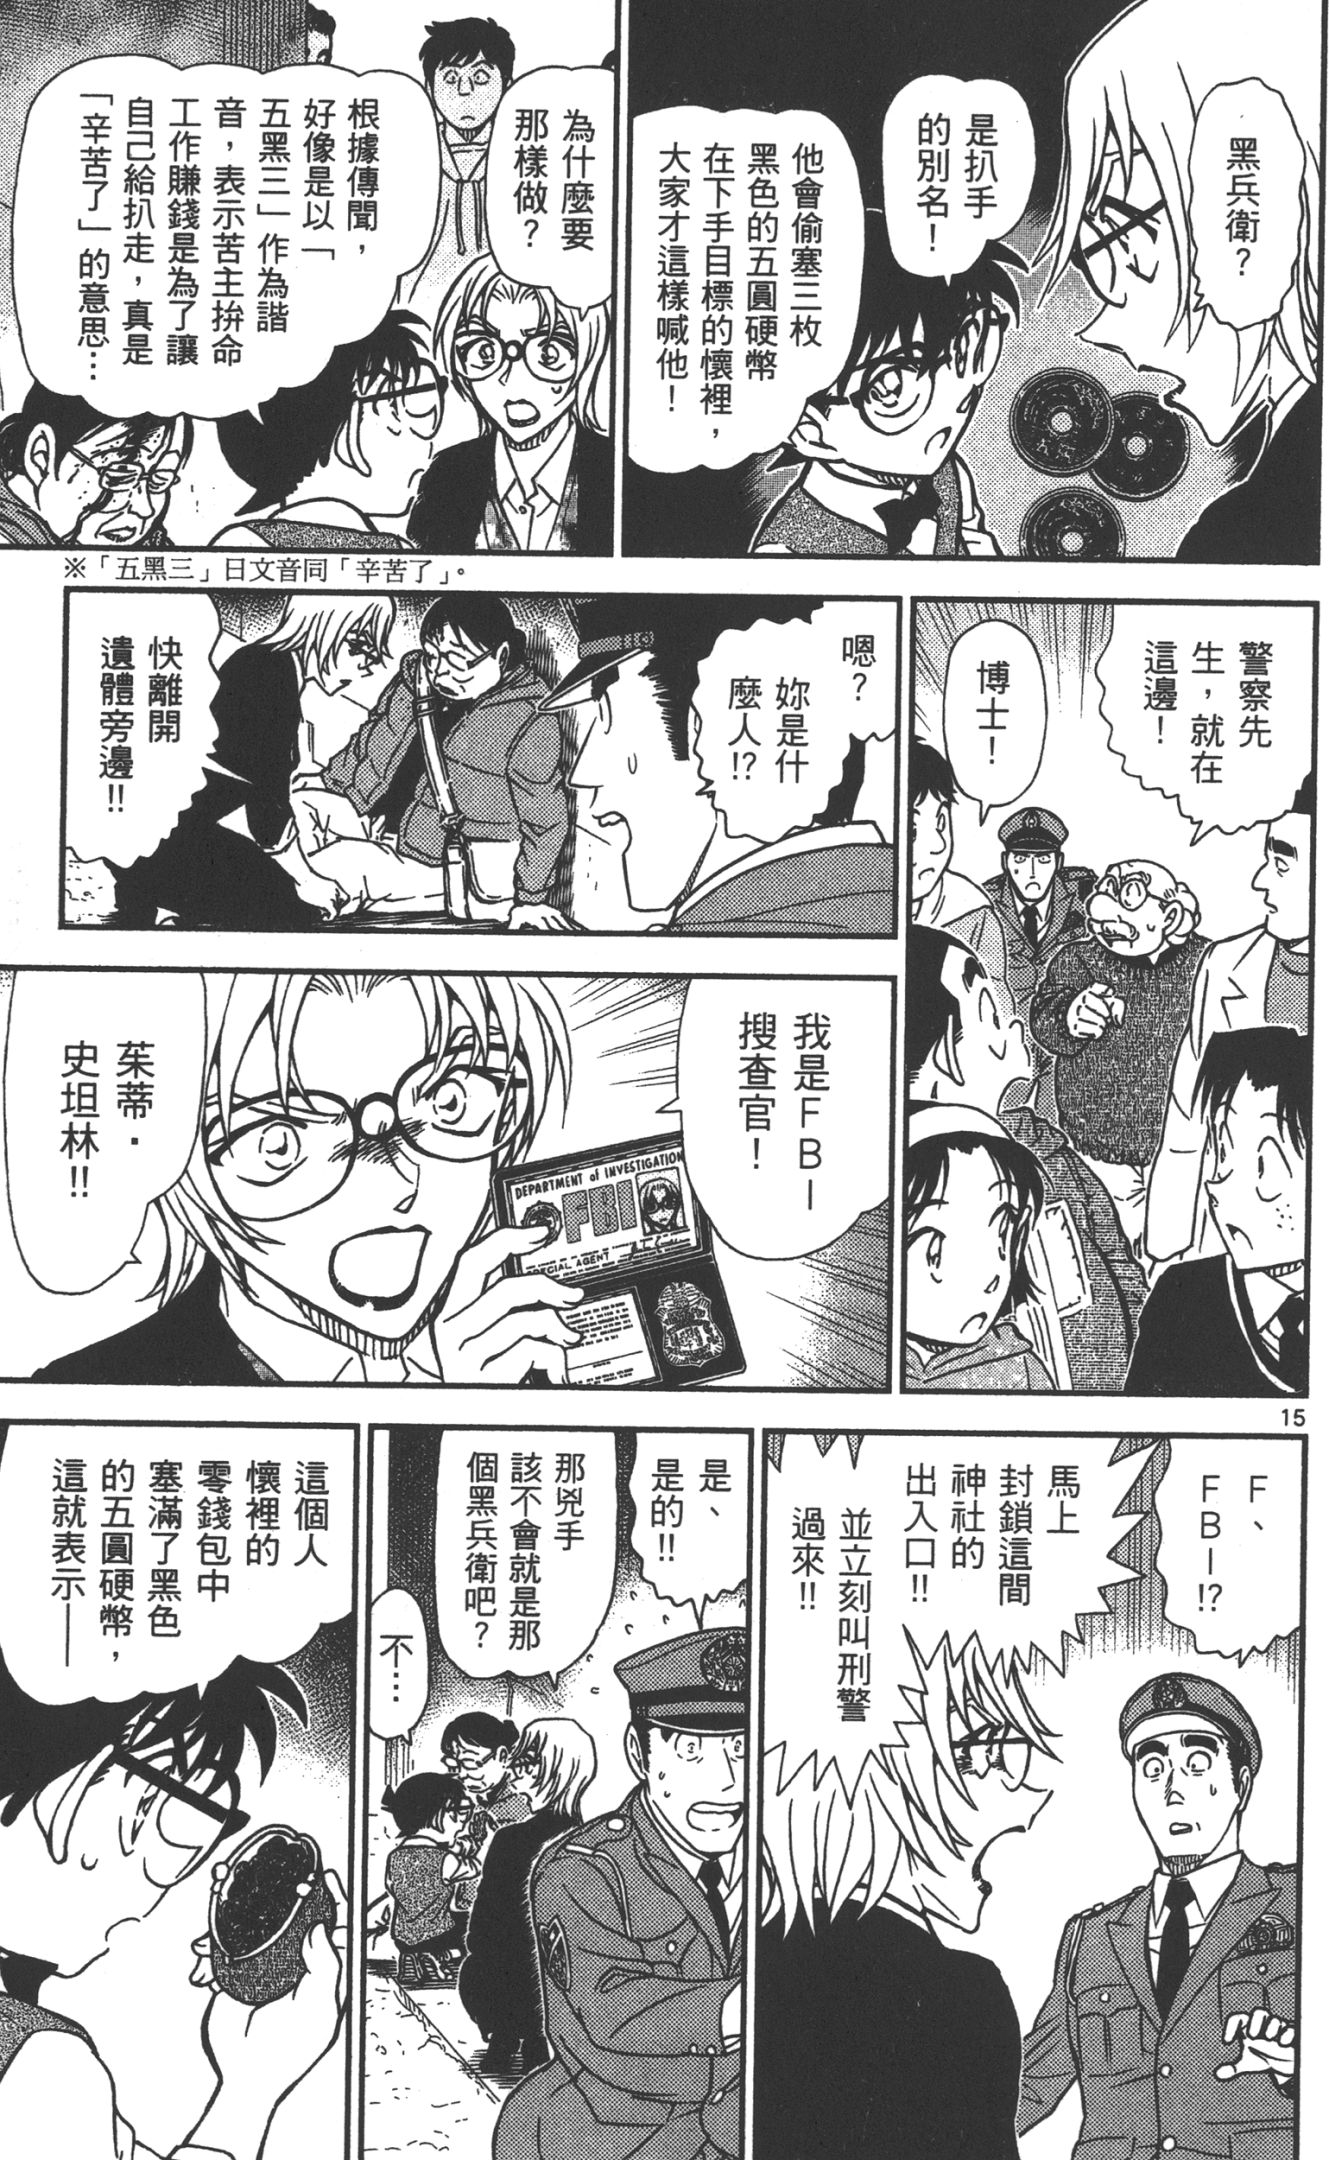 黑兵衛？
是扒手
的別名！
他會偷塞三枚
黑色的五圓硬幣
在下手目標的懷裡，
大家才這樣喊他！
為什麼要
那樣做？
根據傳聞，
好像是以「
五黑三」作為諧
音，表示苦主拚命
工作賺錢是為了讓
自己給扒走，真是
「辛苦了」的意思…
※「五黑三」日文音同「辛苦了」。
警察先
生，就在
這邊！
博士！
嗯？
妳是什
麼人!?
快離開
遺體旁邊!!
我是FBI
搜查官！
DEPARTMENT of INVESTIGATION
FBI
SPECIAL AGENT
茱蒂·
史坦林!!
15
F、
FBI!?
馬上
封鎖這間
神社的
出入口!!
並立刻叫刑警
過來!!
是、
是的!!
那兇手
該不會就是那
個黑兵衛吧？
不…
這個人
懷裡的
零錢包中
塞滿了黑色
的五圓硬幣，
這就表示——